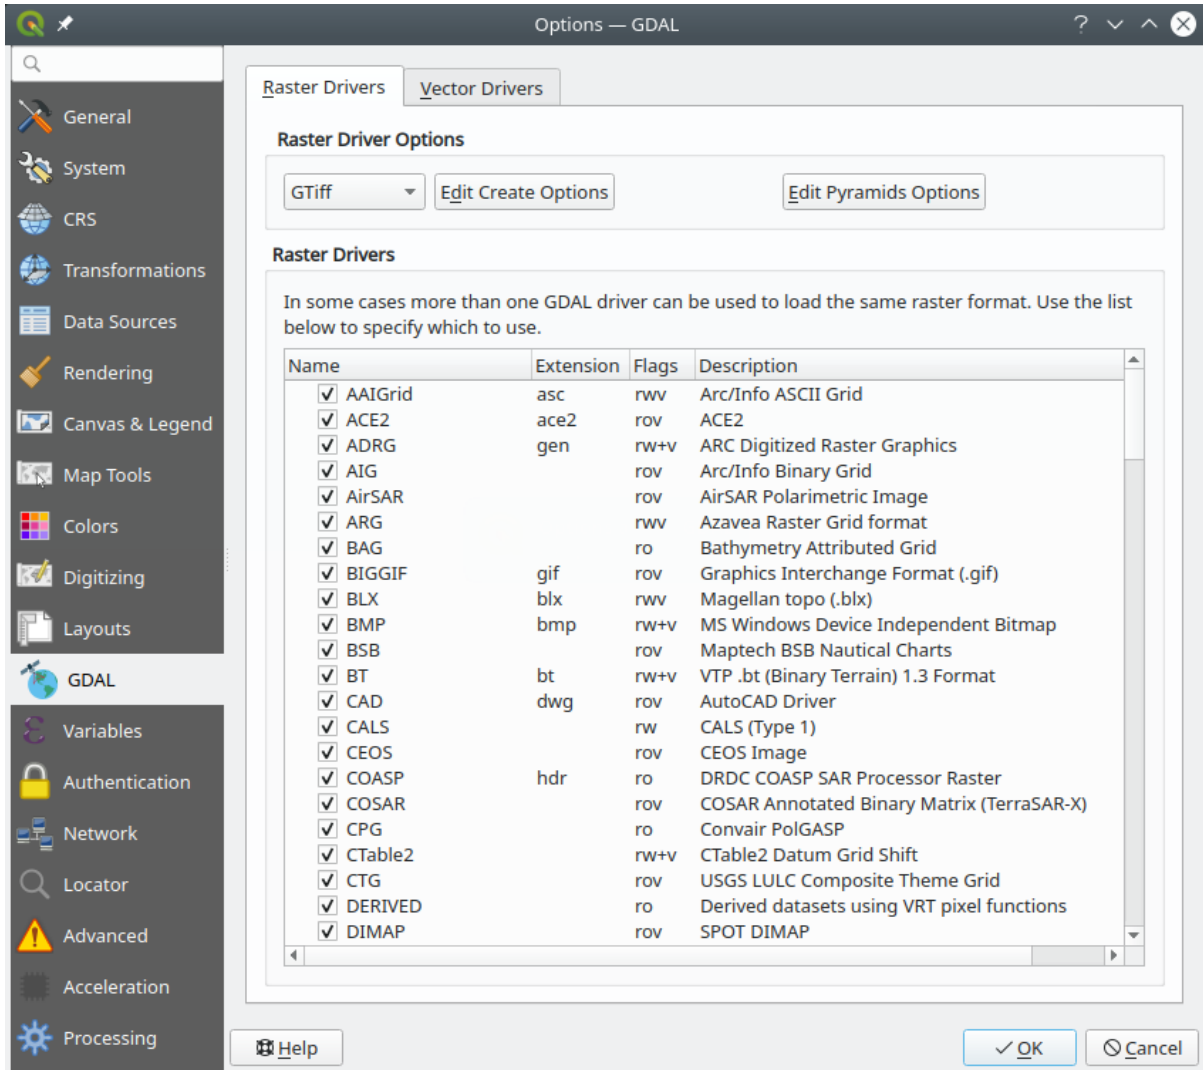 Options — GDAL
General
System
CRS
Transformations
Data Sources
Rendering
Canvas & Legend
Map Tools
Colors
Digitizing
Layouts
GDAL
Variables
Authentication
Network
Locator
Advanced
Acceleration
Processing
Raster Drivers Vector Drivers
Raster Driver Options
GTiff Edit Create Options Edit Pyramids Options
Raster Drivers
In some cases more than one GDAL driver can be used to load the same raster format. Use the list
below to specify which to use.
Name Extension Flags Description
AAIGrid asc rwv Arc/Info ASCII Grid
ACE2 ace2 rov ACE2
ADRG gen rw+v ARC Digitized Raster Graphics
AIG rov Arc/Info Binary Grid
AirSAR rov AirSAR Polarimetric Image
ARG rwv Azavea Raster Grid format
BAG ro Bathymetry Attributed Grid
BIGGIF gif rov Graphics Interchange Format (.gif)
BLX blx rwv Magellan topo (.blx)
BMP bmp rw+v MS Windows Device Independent Bitmap
BSB rov Maptech BSB Nautical Charts
BT bt rw+v VTP .bt (Binary Terrain) 1.3 Format
CAD dwg rov AutoCAD Driver
CALS rw CALS (Type 1)
CEOS rov CEOS Image
COASP hdr ro DRDC COASP SAR Processor Raster
COSAR rov COSAR Annotated Binary Matrix (TerraSAR-X)
CPG ro Convair PolGASP
CTable2 rw+v CTable2 Datum Grid Shift
CTG rov USGS LULC Composite Theme Grid
DERIVED ro Derived datasets using VRT pixel functions
DIMAP rov SPOT DIMAP
Help OK Cancel